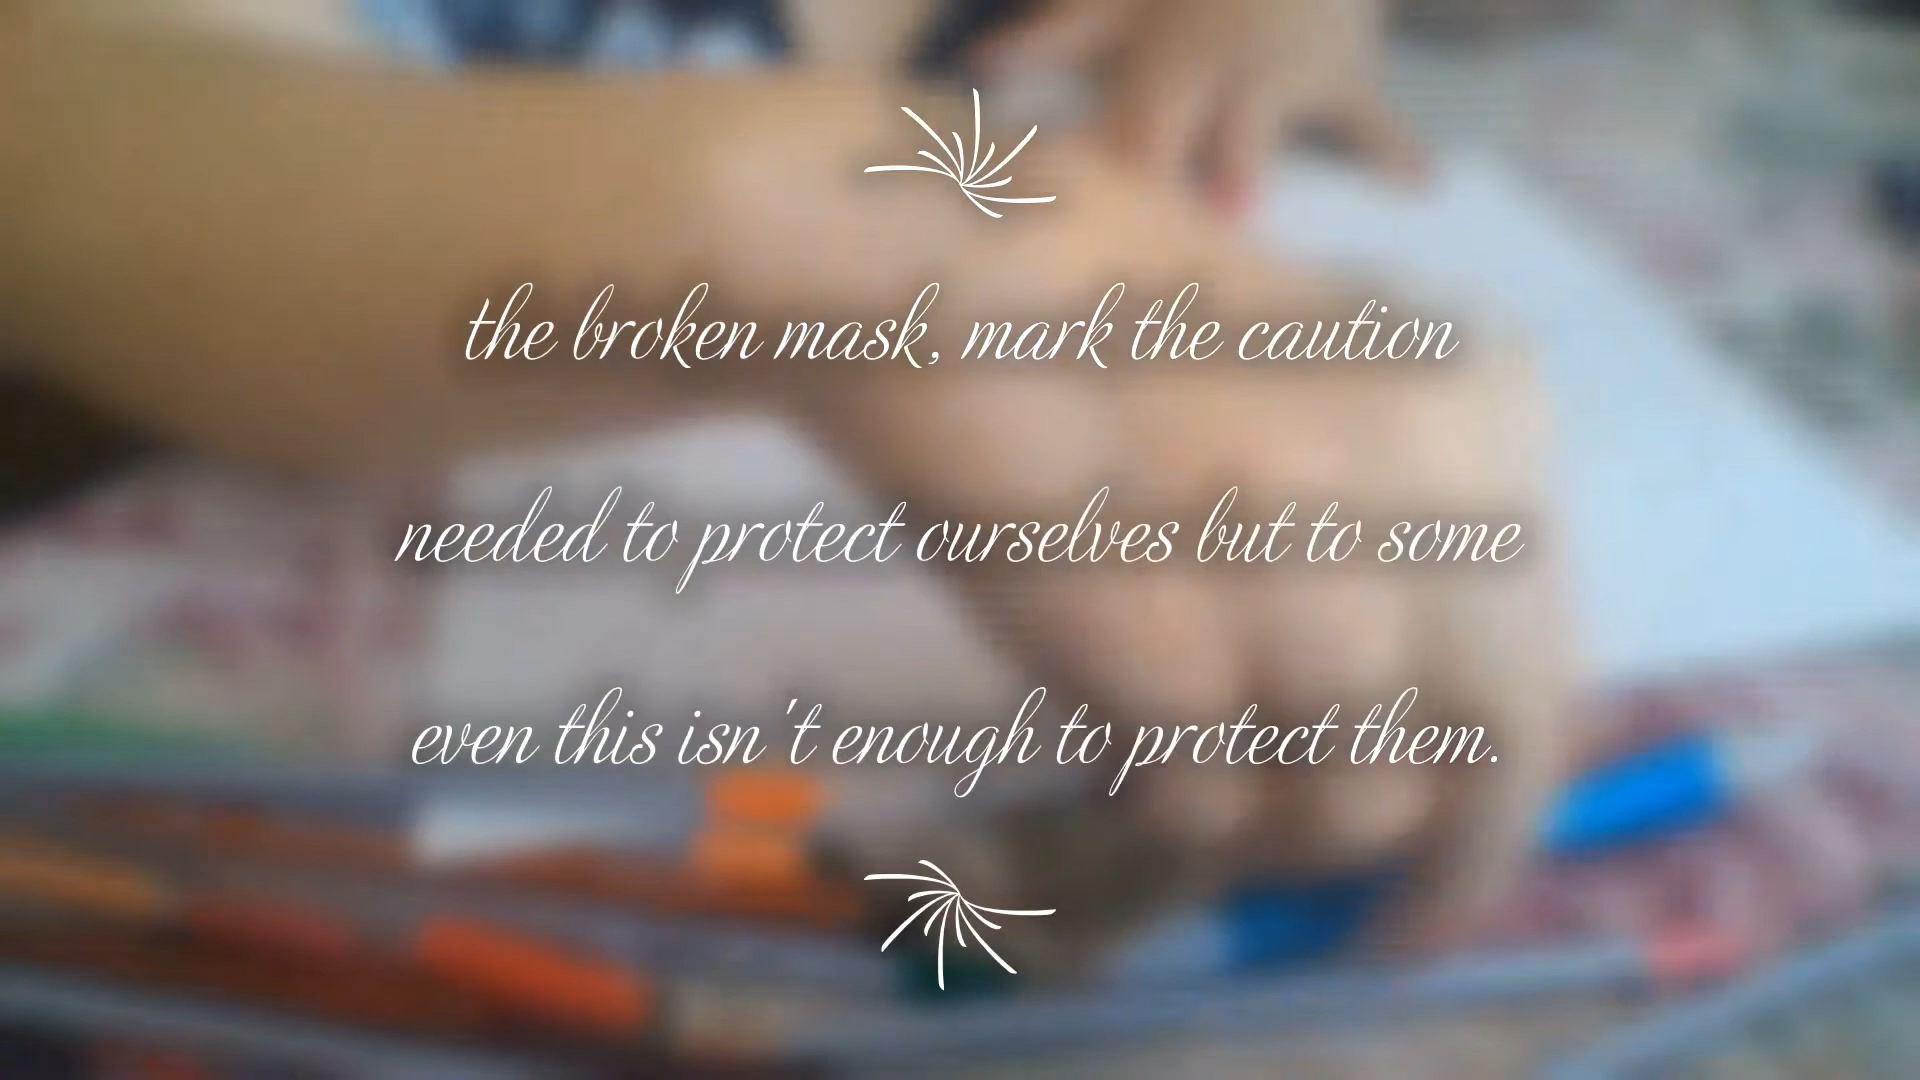 the broken mask, mark the caution
needed to protect ourselves but to some
even this isn't enough to protect them.